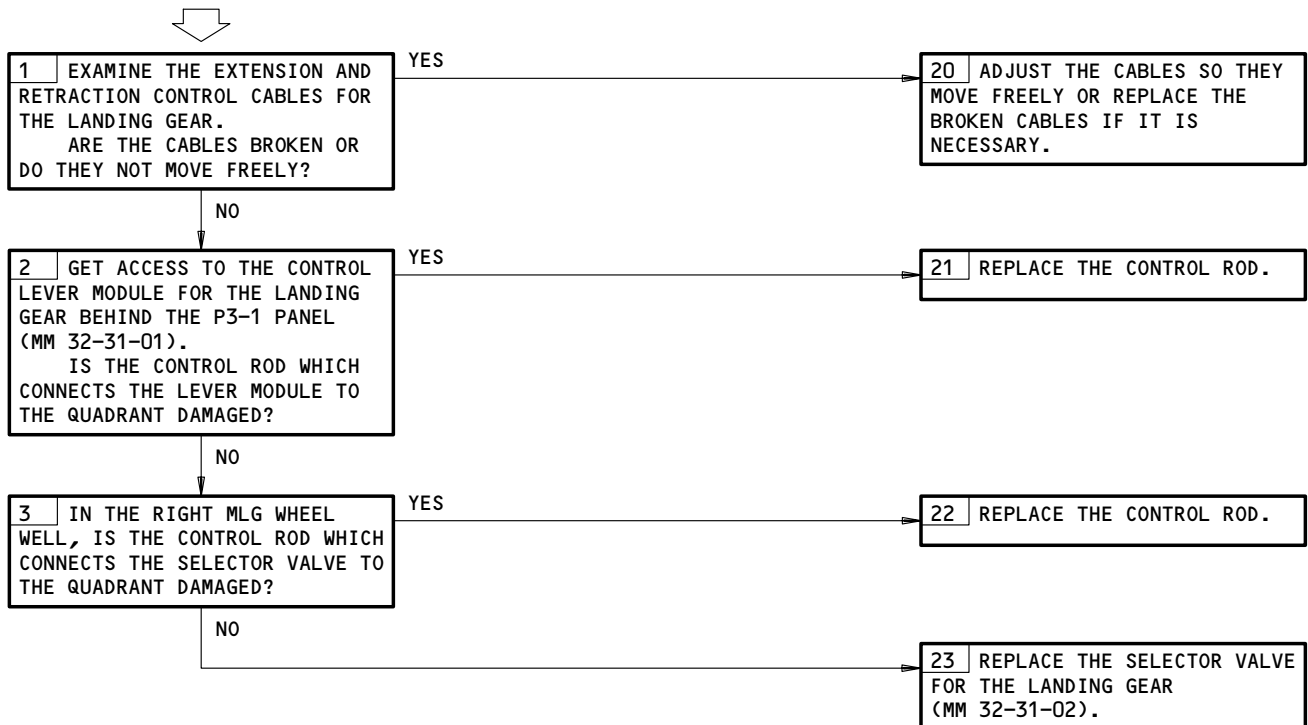 1 EXAMINE THE EXTENSION AND
RETRACTION CONTROL CABLES FOR
THE LANDING GEAR.
ARE THE CABLES BROKEN OR
DO THEY NOT MOVE FREELY?
YES
20 ADJUST THE CABLES SO THEY
MOVE FREELY OR REPLACE THE
BROKEN CABLES IF IT IS
NECESSARY.
NO
2 GET ACCESS TO THE CONTROL
LEVER MODULE FOR THE LANDING
GEAR BEHIND THE P3-1 PANEL
(MM 32-31-01).
IS THE CONTROL ROD WHICH
CONNECTS THE LEVER MODULE TO
THE QUADRANT DAMAGED?
YES
21 REPLACE THE CONTROL ROD.
NO
3 IN THE RIGHT MLG WHEEL
WELL, IS THE CONTROL ROD WHICH
CONNECTS THE SELECTOR VALVE TO
THE QUADRANT DAMAGED?
YES
22 REPLACE THE CONTROL ROD.
NO
23 REPLACE THE SELECTOR VALVE
FOR THE LANDING GEAR
(MM 32-31-02).